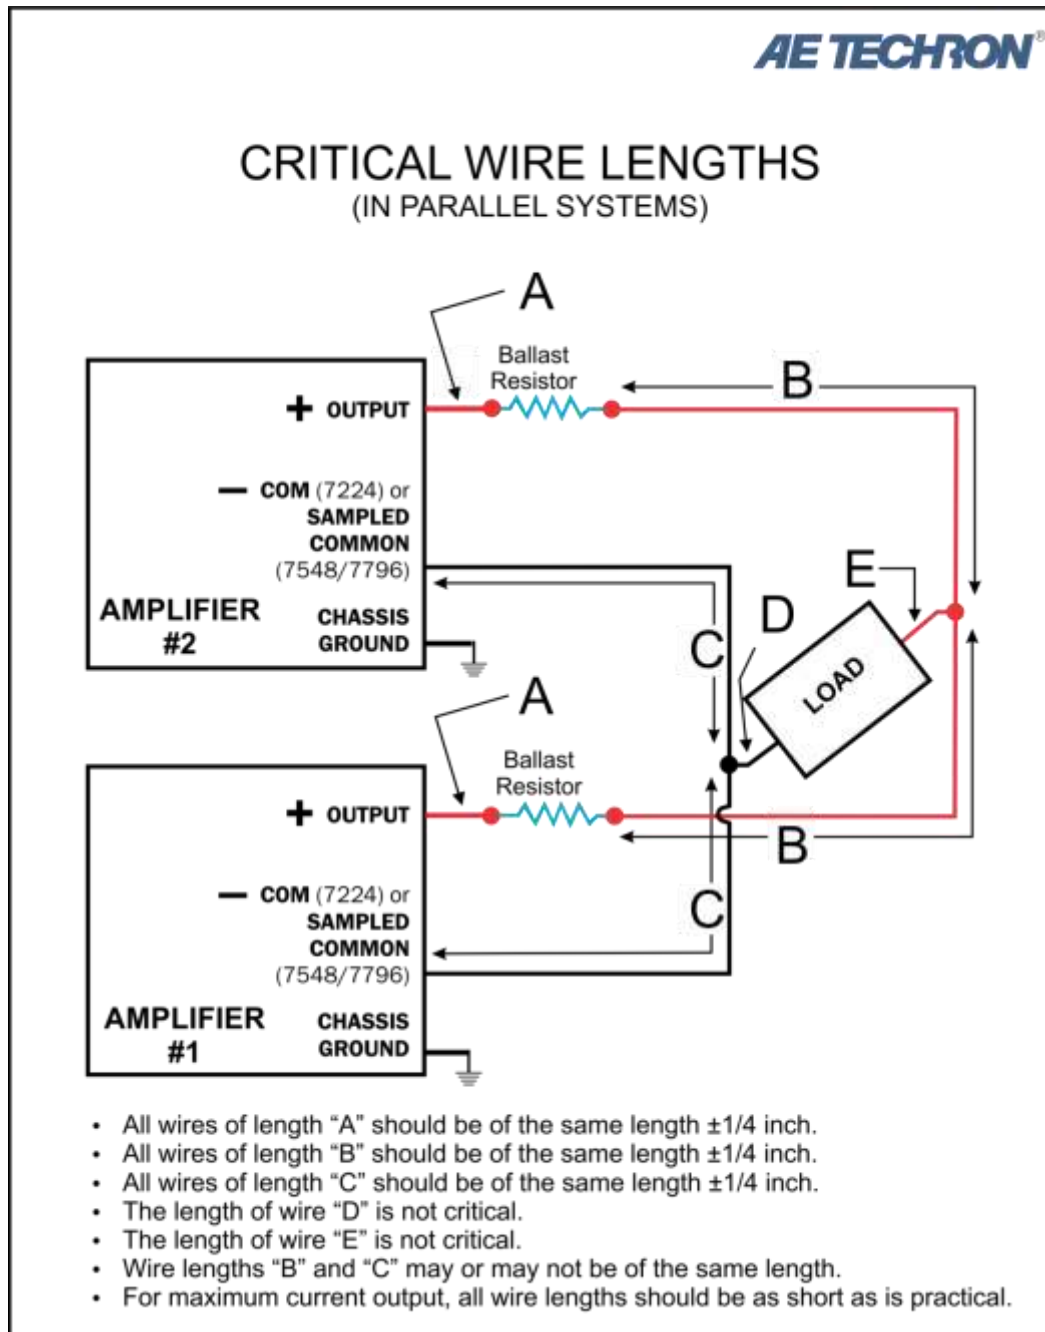 AE TECHRON®
CRITICAL WIRE LENGTHS
(IN PARALLEL SYSTEMS)
A
Ballast
Resistor
B
+ OUTPUT
— COM (7224) or
SAMPLED
COMMON
(7548/7796)
AMPLIFIER
#2
CHASSIS
GROUND
E
D
C
LOAD
A
Ballast
Resistor
+ OUTPUT
B
— COM (7224) or
SAMPLED
COMMON
(7548/7796)
C
AMPLIFIER
#1
CHASSIS
GROUND
• All wires of length “A” should be of the same length ±1/4 inch.
• All wires of length “B” should be of the same length ±1/4 inch.
• All wires of length “C” should be of the same length ±1/4 inch.
• The length of wire “D” is not critical.
• The length of wire “E” is not critical.
• Wire lengths “B” and “C” may or may not be of the same length.
• For maximum current output, all wire lengths should be as short as is practical.